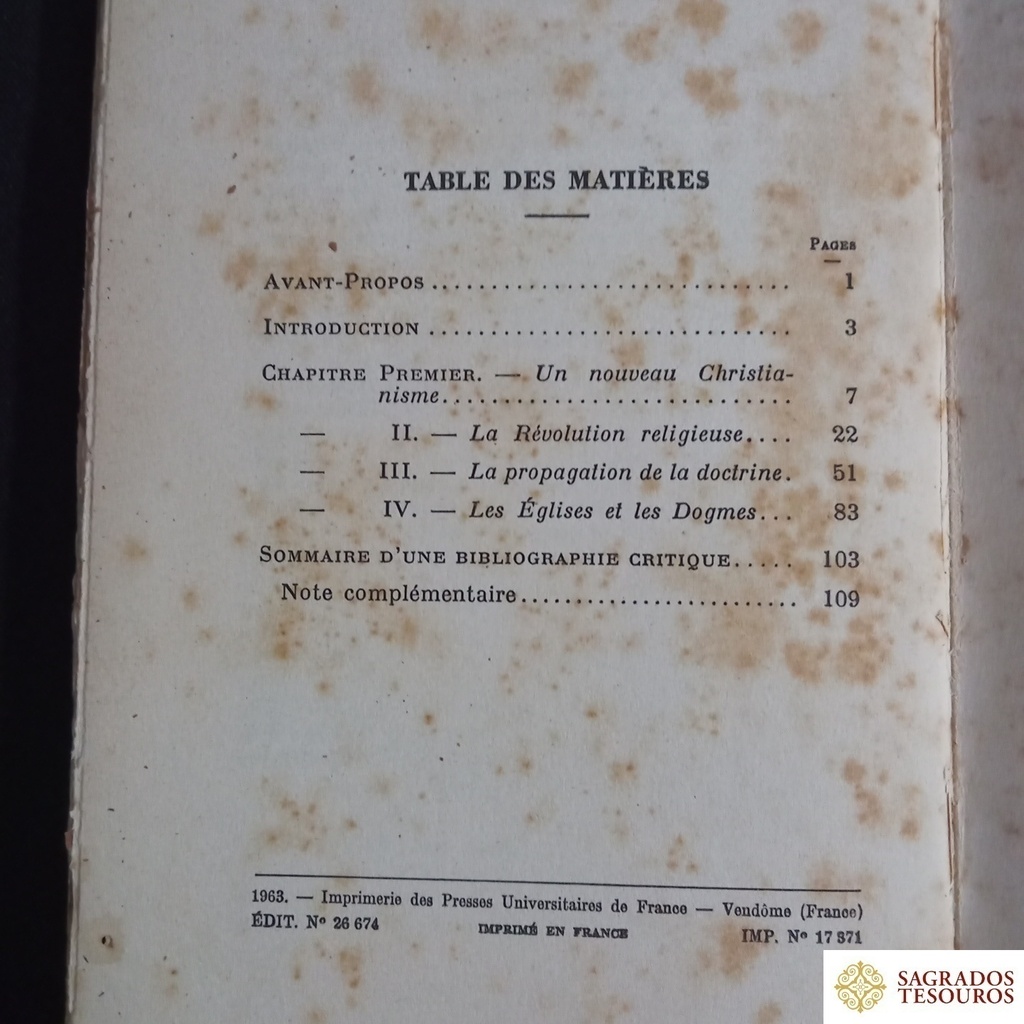 TABLE DES MATIÈRES
PAGES
AVANT-PROPOS .............................. 1
INTRODUCTION .............................. 3
CHAPITRE PREMIER. — Un nouveau Christia-
nisme............................ 7
— II. — La Révolution religieuse.... 22
— III. — La propagation de la doctrine. 51
— IV. — Les Églises et les Dogmes... 83
SOMMAIRE D'UNE BIBLIOGRAPHIE CRITIQUE..... 103
Note complémentaire......................... 109
1963. — Imprimerie des Presses Universitaires de France — Vendôme (France)
ÉDIT. Nº 26 674 IMPRIMÉ EN FRANCE IMP. Nº 17 871
SAGRADOS
TESOUROS